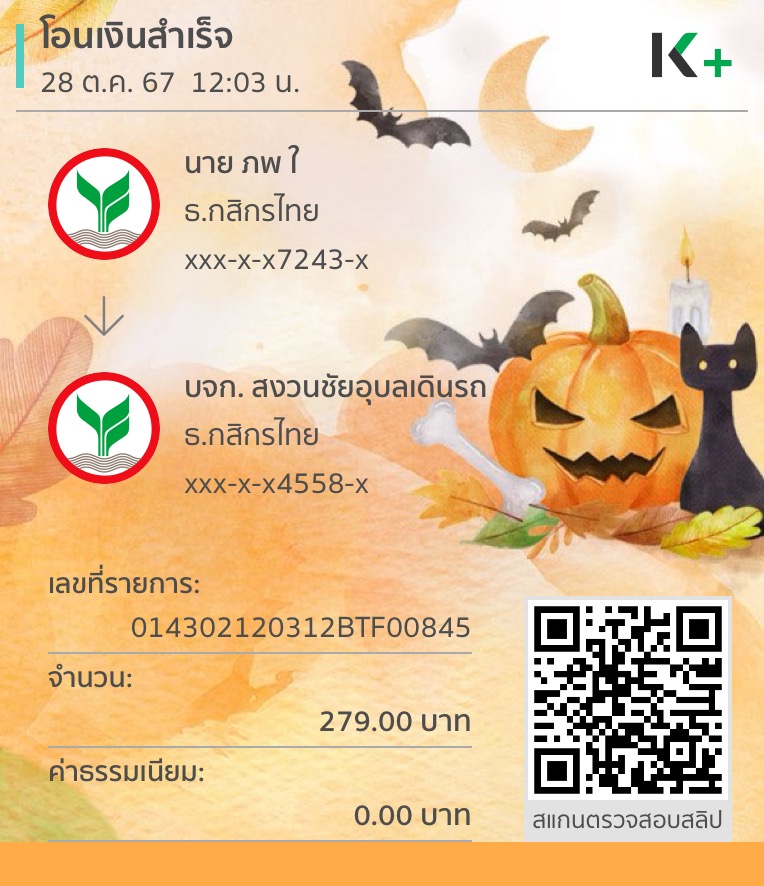 โอนเงินสำเร็จ
28 ต.ค. 67 12:03 น.
K+
นาย ภพ ใ
ธ.กสิกรไทย
xxx-x-x7243-x
บจก. สงวนชัยอุบลเดินรถ
ธ.กสิกรไทย
xxx-x-x4558-x
เลขที่รายการ:
014302120312BTF00845
จำนวน:
279.00 บาท
ค่าธรรมเนียม:
0.00 บาท
สแกนตรวจสอบสลิป